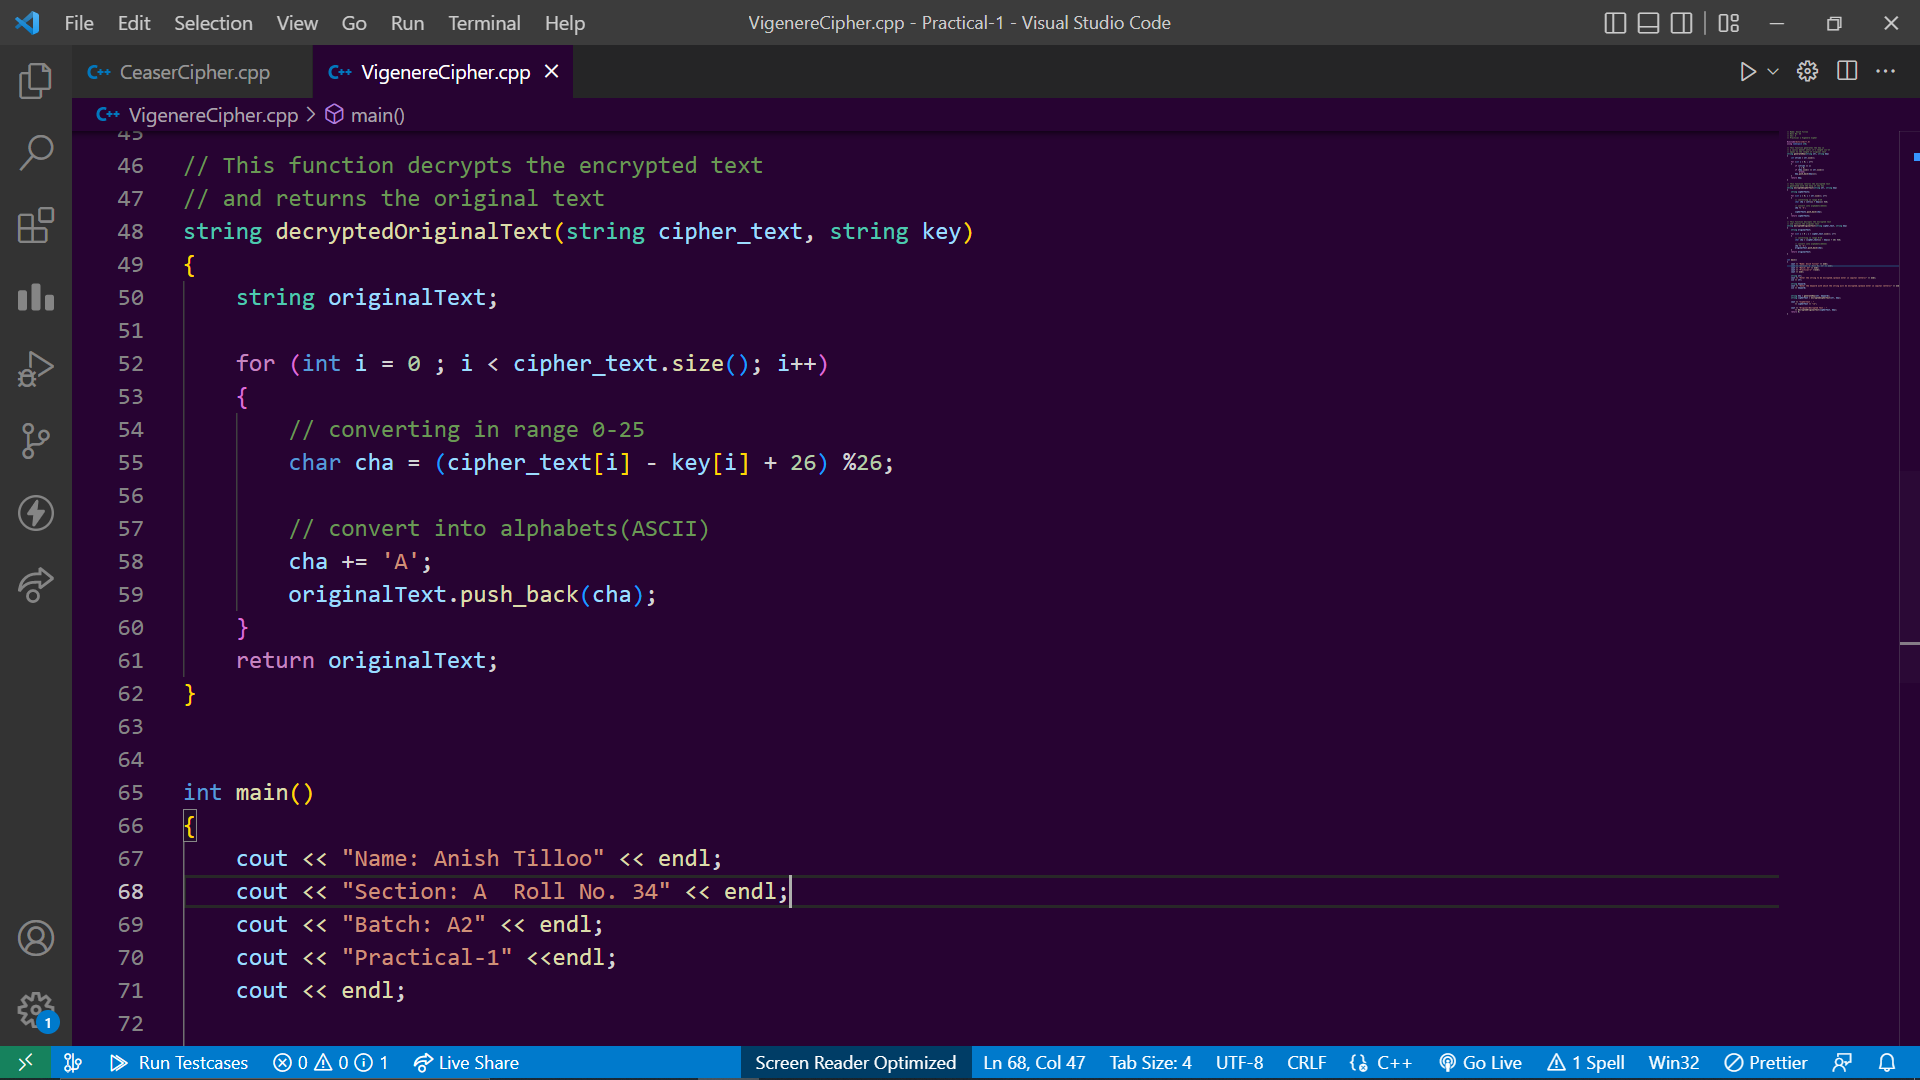 File Edit Selection View Go Run Terminal Help
VigenereCipher.cpp - Practical-1 - Visual Studio Code
C++ CeaserCipher.cpp
C++ VigenereCipher.cpp
C++ VigenereCipher.cpp > main()
45
46 // This function decrypts the encrypted text
47 // and returns the original text
48 string decryptedOriginalText(string cipher_text, string key)
49 {
50     string originalText;
51
52     for (int i = 0 ; i < cipher_text.size(); i++)
53     {
54         // converting in range 0-25
55         char cha = (cipher_text[i] - key[i] + 26) %26;
56
57         // convert into alphabets(ASCII)
58         cha += 'A';
59         originalText.push_back(cha);
60     }
61     return originalText;
62 }
63
64
65 int main()
66 {
67     cout << "Name: Anish Tilloo" << endl;
68     cout << "Section: A  Roll No. 34" << endl;
69     cout << "Batch: A2" << endl;
70     cout << "Practical-1" <<endl;
71     cout << endl;
72
1
Run Testcases 0 0 1 Live Share Screen Reader Optimized Ln 68, Col 47 Tab Size: 4 UTF-8 CRLF C++ Go Live 1 Spell Win32 Prettier